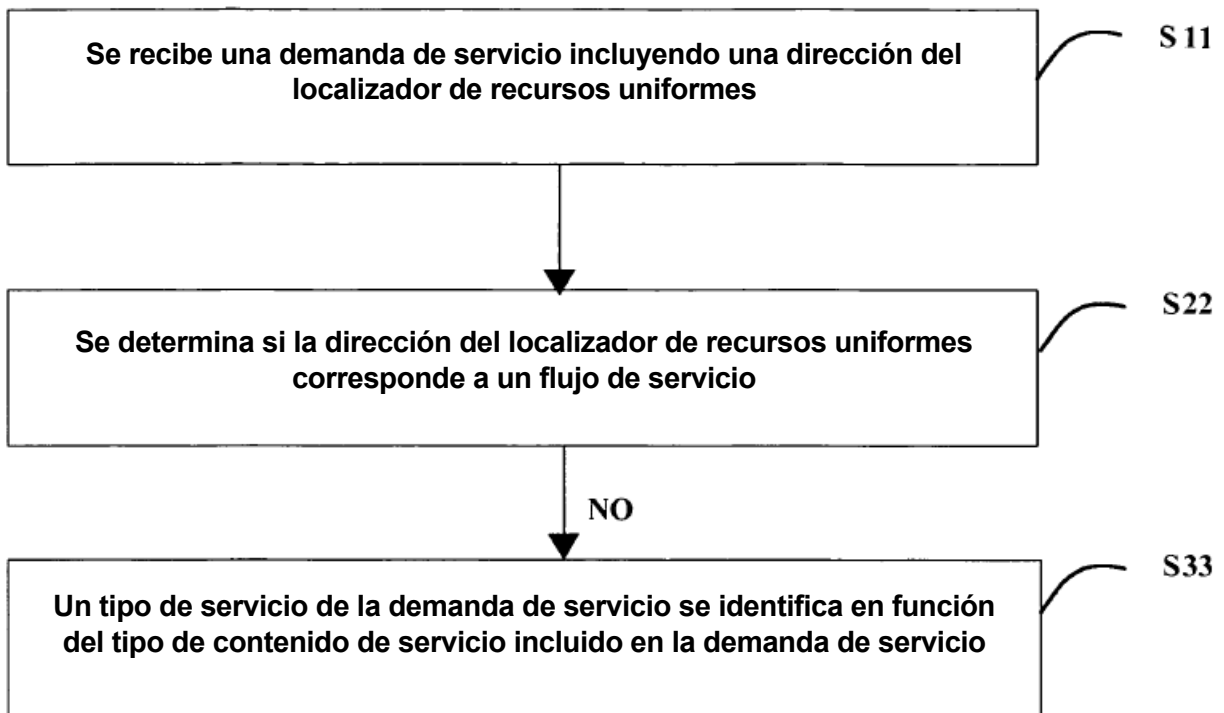 Se recibe una demanda de servicio incluyendo una dirección del
localizador de recursos uniformes
S 11
Se determina si la dirección del localizador de recursos uniformes
corresponde a un flujo de servicio
S22
NO
Un tipo de servicio de la demanda de servicio se identifica en función
del tipo de contenido de servicio incluido en la demanda de servicio
S33